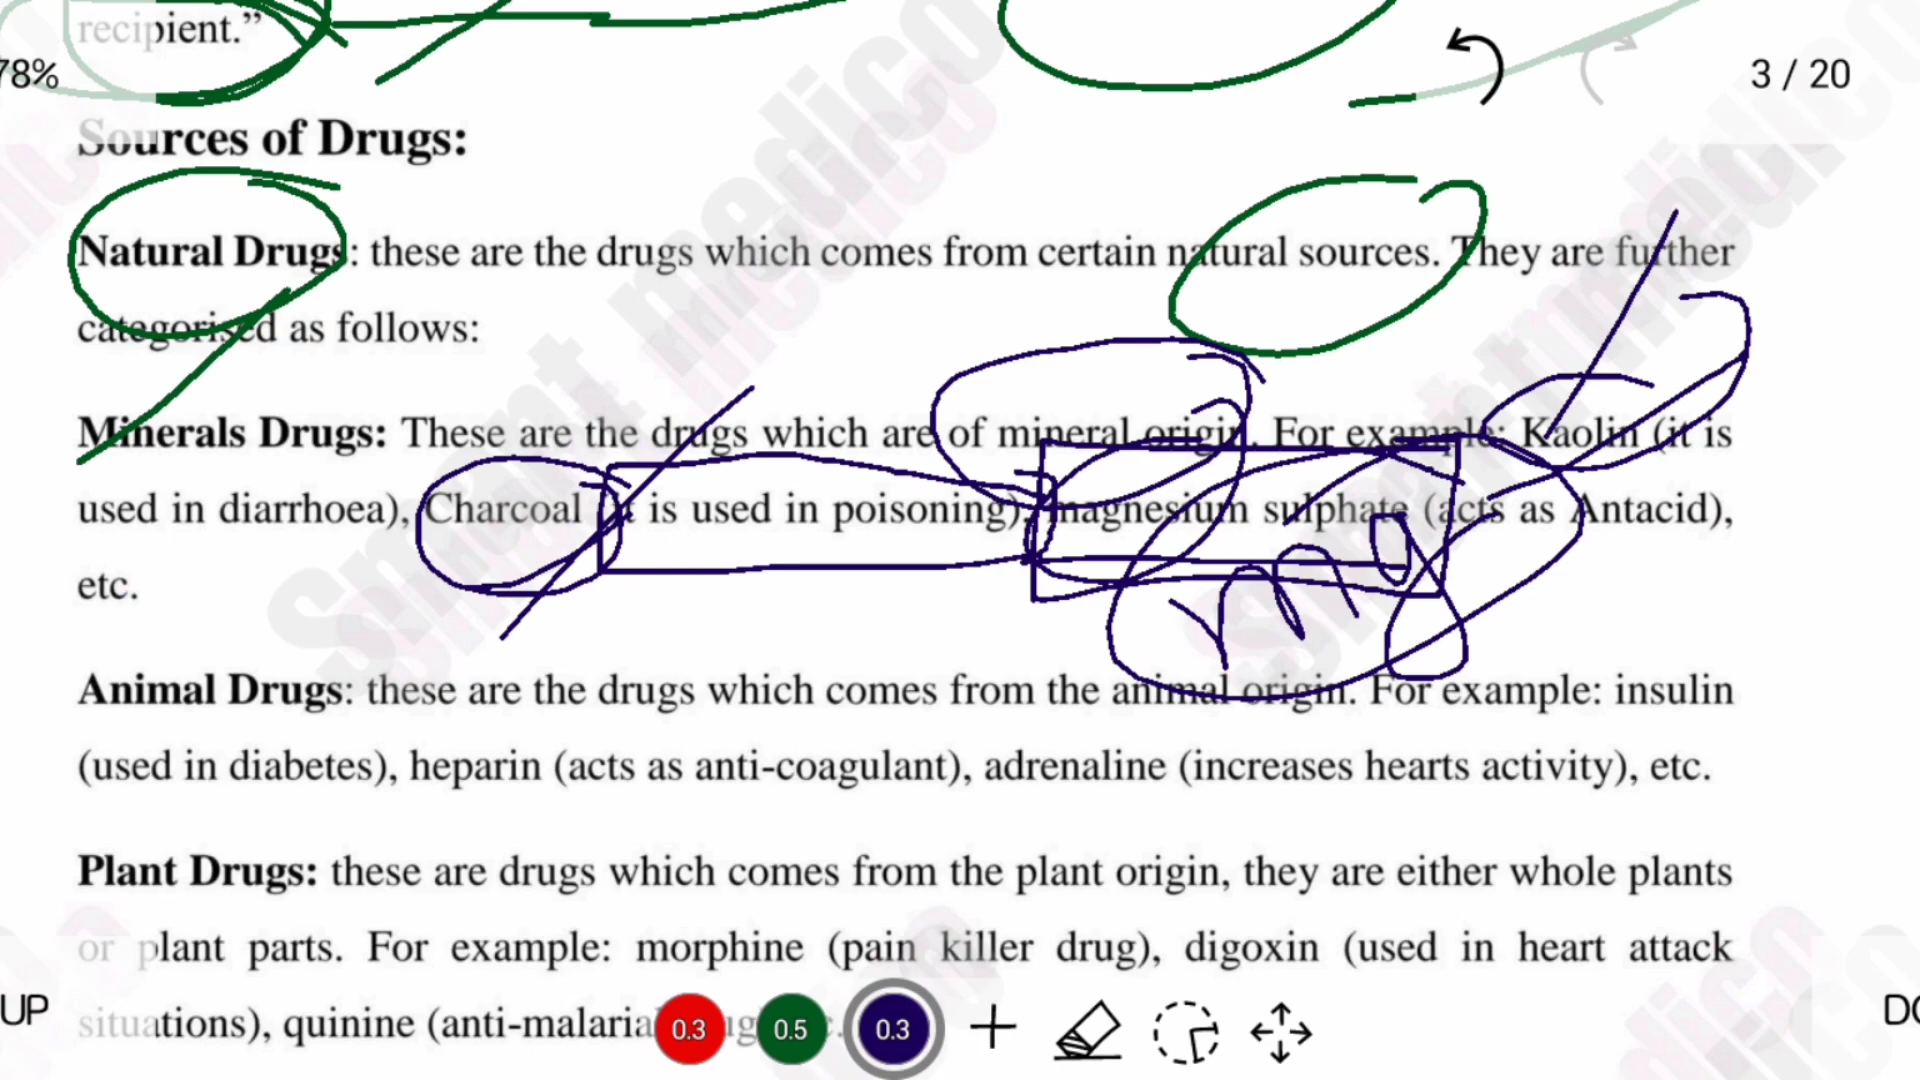 recipient.”
78%
3 / 20
Sources of Drugs:
Natural Drugs: these are the drugs which comes from certain natural sources. They are further
categorised as follows:
Minerals Drugs: These are the drugs which are of mineral origin. For example: Kaolin (it is
used in diarrhoea), Charcoal (it is used in poisoning), magnesium sulphate (acts as Antacid),
etc.
mg
Animal Drugs: these are the drugs which comes from the animal origin. For example: insulin
(used in diabetes), heparin (acts as anti-coagulant), adrenaline (increases hearts activity), etc.
Plant Drugs: these are drugs which comes from the plant origin, they are either whole plants
or plant parts. For example: morphine (pain killer drug), digoxin (used in heart attack
situations), quinine (anti-malaria
UP
0.3 0.5 0.3
Smart medico